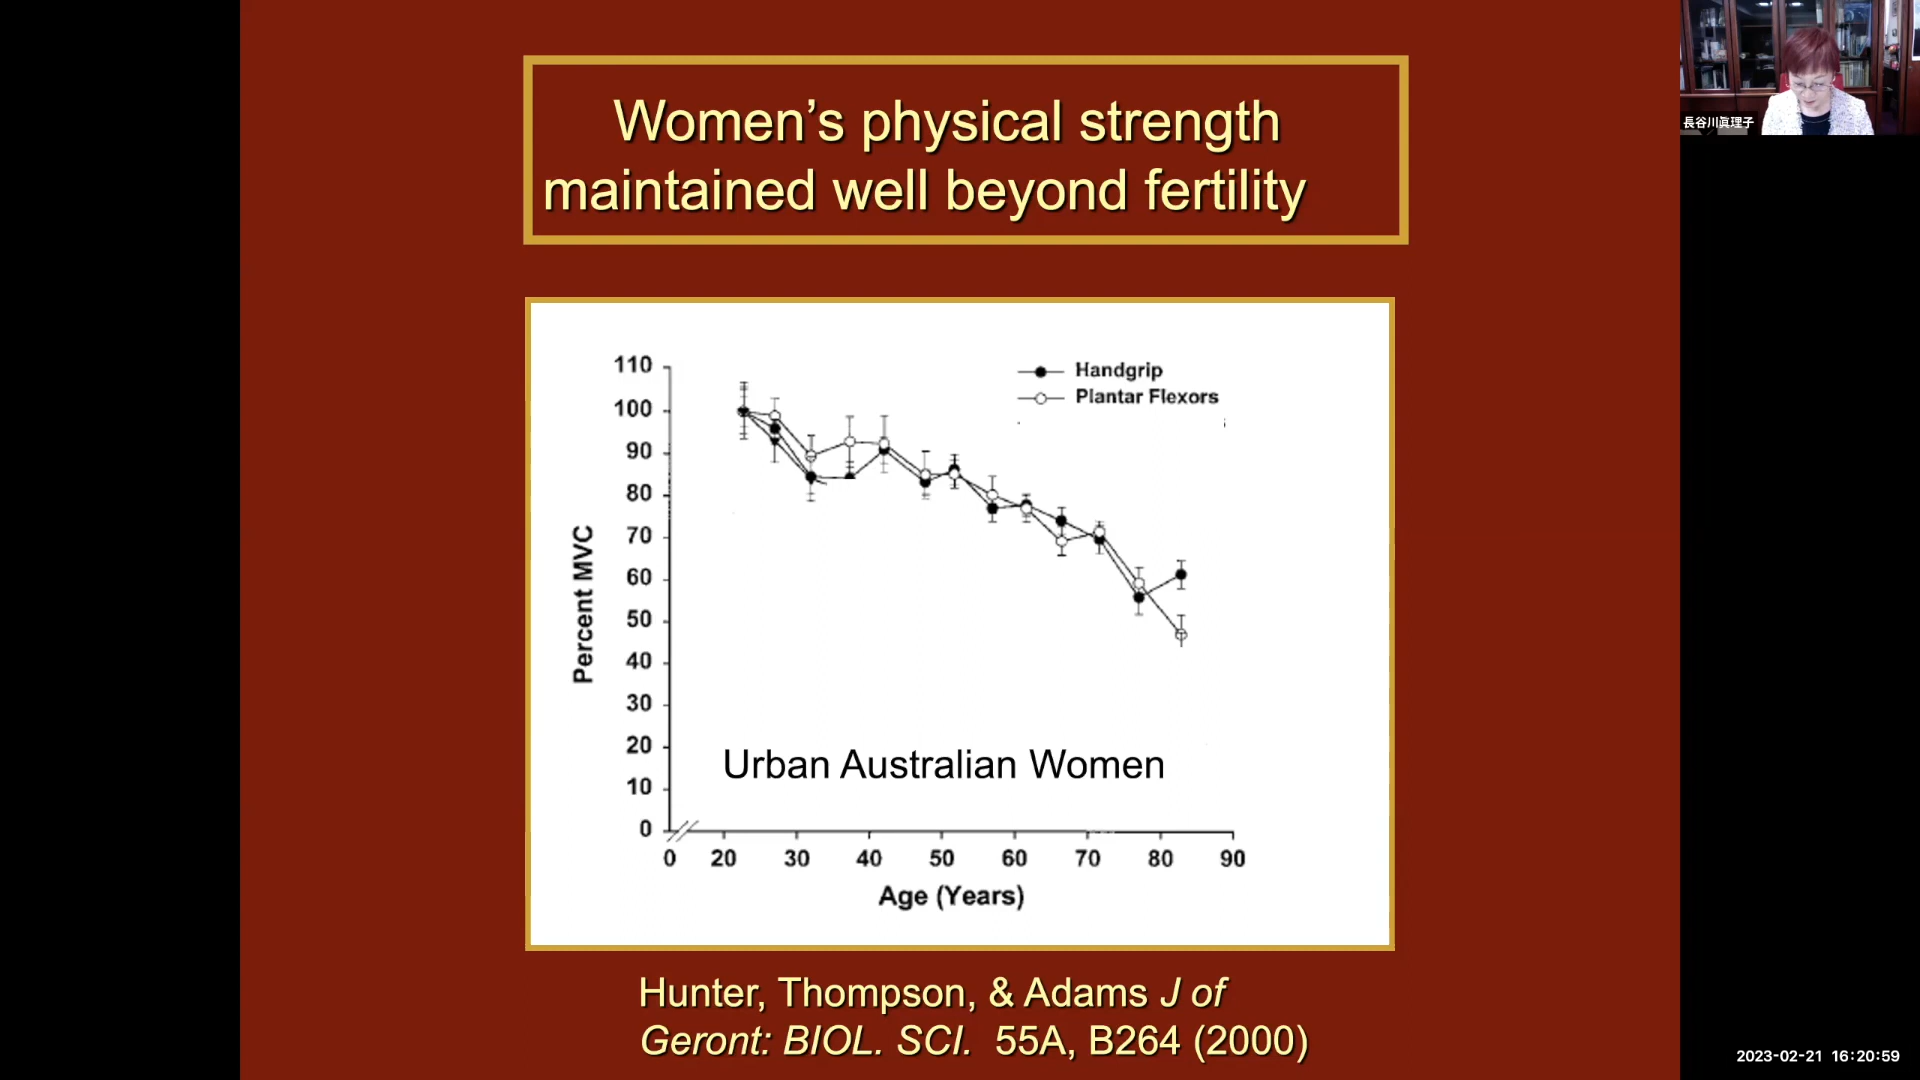 Women’s physical strength
maintained well beyond fertility
長谷川眞理子
110
100
90
80
70
60
50
40
30
20
10
0
Percent MVC
Handgrip
Plantar Flexors
Urban Australian Women
0 20 30 40 50 60 70 80 90
Age (Years)
Hunter, Thompson, & Adams J of
Geront: BIOL. SCI. 55A, B264 (2000)
2023-02-21 16:20:59